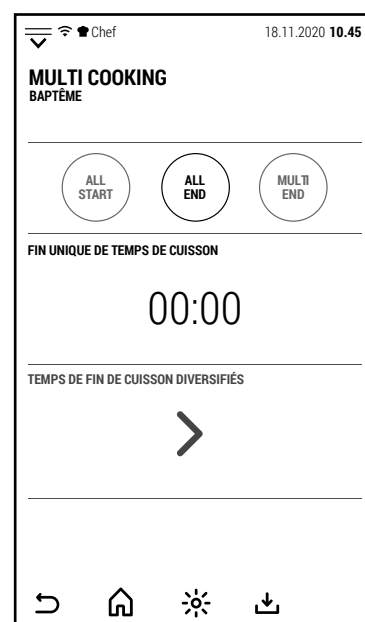 Chef 18.11.2020 10.45
MULTI COOKING
BAPTÊME
ALL START
ALL END
MULTI END
FIN UNIQUE DE TEMPS DE CUISSON
00:00
TEMPS DE FIN DE CUISSON DIVERSIFIÉS